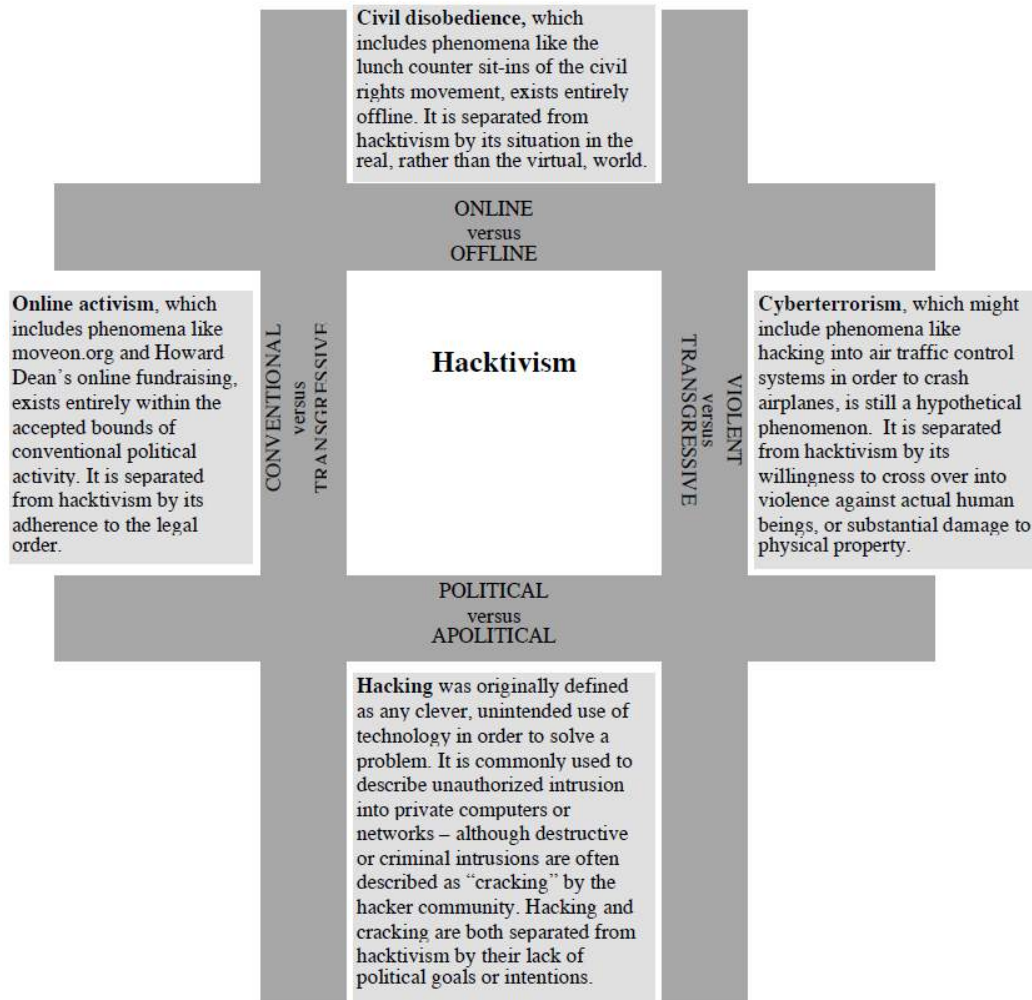 Civil disobedience, which
includes phenomena like the
lunch counter sit-ins of the civil
rights movement, exists entirely
offline. It is separated from
hacktivism by its situation in the
real, rather than the virtual, world.
ONLINE
versus
OFFLINE
Online activism, which
includes phenomena like
moveon.org and Howard
Dean’s online fundraising,
exists entirely within the
accepted bounds of
conventional political
activity. It is separated
from hacktivism by its
adherence to the legal
order.
CONVENTIONAL
versus
TRANSGRESSIVE
Hacktivism
TRANSGRESSIVE
versus
VIOLENT
Cyberterrorism, which might
include phenomena like
hacking into air traffic control
systems in order to crash
airplanes, is still a hypothetical
phenomenon. It is separated
from hacktivism by its
willingness to cross over into
violence against actual human
beings, or substantial damage to
physical property.
POLITICAL
versus
APOLITICAL
Hacking was originally defined
as any clever, unintended use of
technology in order to solve a
problem. It is commonly used to
describe unauthorized intrusion
into private computers or
networks – although destructive
or criminal intrusions are often
described as “cracking” by the
hacker community. Hacking and
cracking are both separated from
hacktivism by their lack of
political goals or intentions.